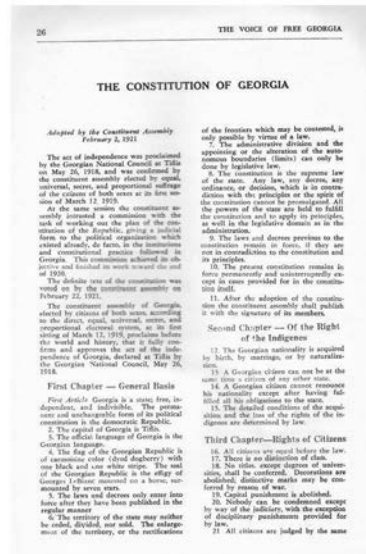 26
THE VOICE OF FREE GEORGIA
THE CONSTITUTION OF GEORGIA
Adopted by the Constituent Assembly
February 2, 1921
The act of independence was proclaimed
by the Georgian National Council at Tiflis
on May 26, 1918, and was confirmed by
the constituent assembly elected by equal,
universal, secret, and proportional suffrage
of the citizens of both sexes at its first ses-
sion of March 12, 1919.
At the same session the constituent as-
sembly intrusted a commission with the
task of working out the plan of the con-
stitution of the Republic, giving a judicial
form to the political organization which
existed already, de facto, in the institutions
and constitutional practice followed in
Georgia. This commission achieved its ob-
jective and finished its work toward the end
of 1920.
The definite text of the constitution was
voted on by the constituent assembly on
February 22, 1921.
The constituent assembly of Georgia,
elected by citizens of both sexes, according
to the direct, equal, universal, secret, and
proportional electoral system, at its first
sitting of March 12, 1919, proclaims before
the world and history, that it fully con-
firms and approves the act of the inde-
pendence of Georgia, declared at Tiflis by
the Georgian National Council, May 26,
1918.
First Chapter — General Basis
First Article Georgia is a state; free, in-
dependent, and indivisible. The perma-
nent and unchangeable form of its political
constitution is the democratic Republic.
2. The capital of Georgia is Tiflis.
3. The official language of Georgia is the
Georgian language.
4. The flag of the Georgian Republic is
of carnensine color (dyed dogberry) with
one black and one white stripe. The seal
of the Georgian Republic is the effigy of
Georges mounted on a horse, sur-
mounted by seven stars.
5. The laws and decrees only enter into
force after they have been published in the
regular manner
6. The territory of the state may neither
be ceded, divided, nor sold. The enlarge-
ment of the territory, or the rectifications
of the frontiers which may be contested, is
only possible by virtue of a law.
7. The administrative division and the
appointing or the alteration of the auto-
nomous boundaries (limits) can only be
done by legislative law.
8. The constitution is the supreme law
of the state. Any law, any decree, any
ordinance, or decision, which is in contra-
diction with the principles or the spirit of
the constitution cannot be promulgated. All
the powers of the state are held to fulfill
the constitution and to apply its principles,
as well in the legislative domain as in the
administration.
9. The laws and decrees previous to the
constitution remain in force, if they are
not in contradiction to the constitution and
its principles.
10. The present constitution remains in
force permanently and uninterruptedly ex-
cept in cases provided for in the constitu-
tion itself.
11. After the adoption of the constitu-
tion the constituent assembly shall publish
it with the signature of its members.
Second Chapter — Of the Right
of the Indigenes
12. The Georgian nationality is acquired
by birth, by marriage, or by naturaliza-
tion.
13. A Georgian citizen can not be at the
same time a citizen of any other state.
14. A Georgian citizen cannot renounce
his nationality except after having ful-
filled all his obligations to the state.
15. The detailed conditions of the acqui-
sition and the loss of the rights of the in-
digenes are determined by law.
Third Chapter—Rights of Citizens
16. All citizens are equal before the law.
17. There is no distinction of class.
18. No titles, except degrees of univer-
sities, shall be conferred. Decorations are
abolished; distinctive marks may be con-
ferred by reason of war.
19. Capital punishment is abolished.
20. Nobody can be condemned except
by way of the judiciary, with the exception
of disciplinary punishments provided for
by law.
21 All citizens are judged by the same